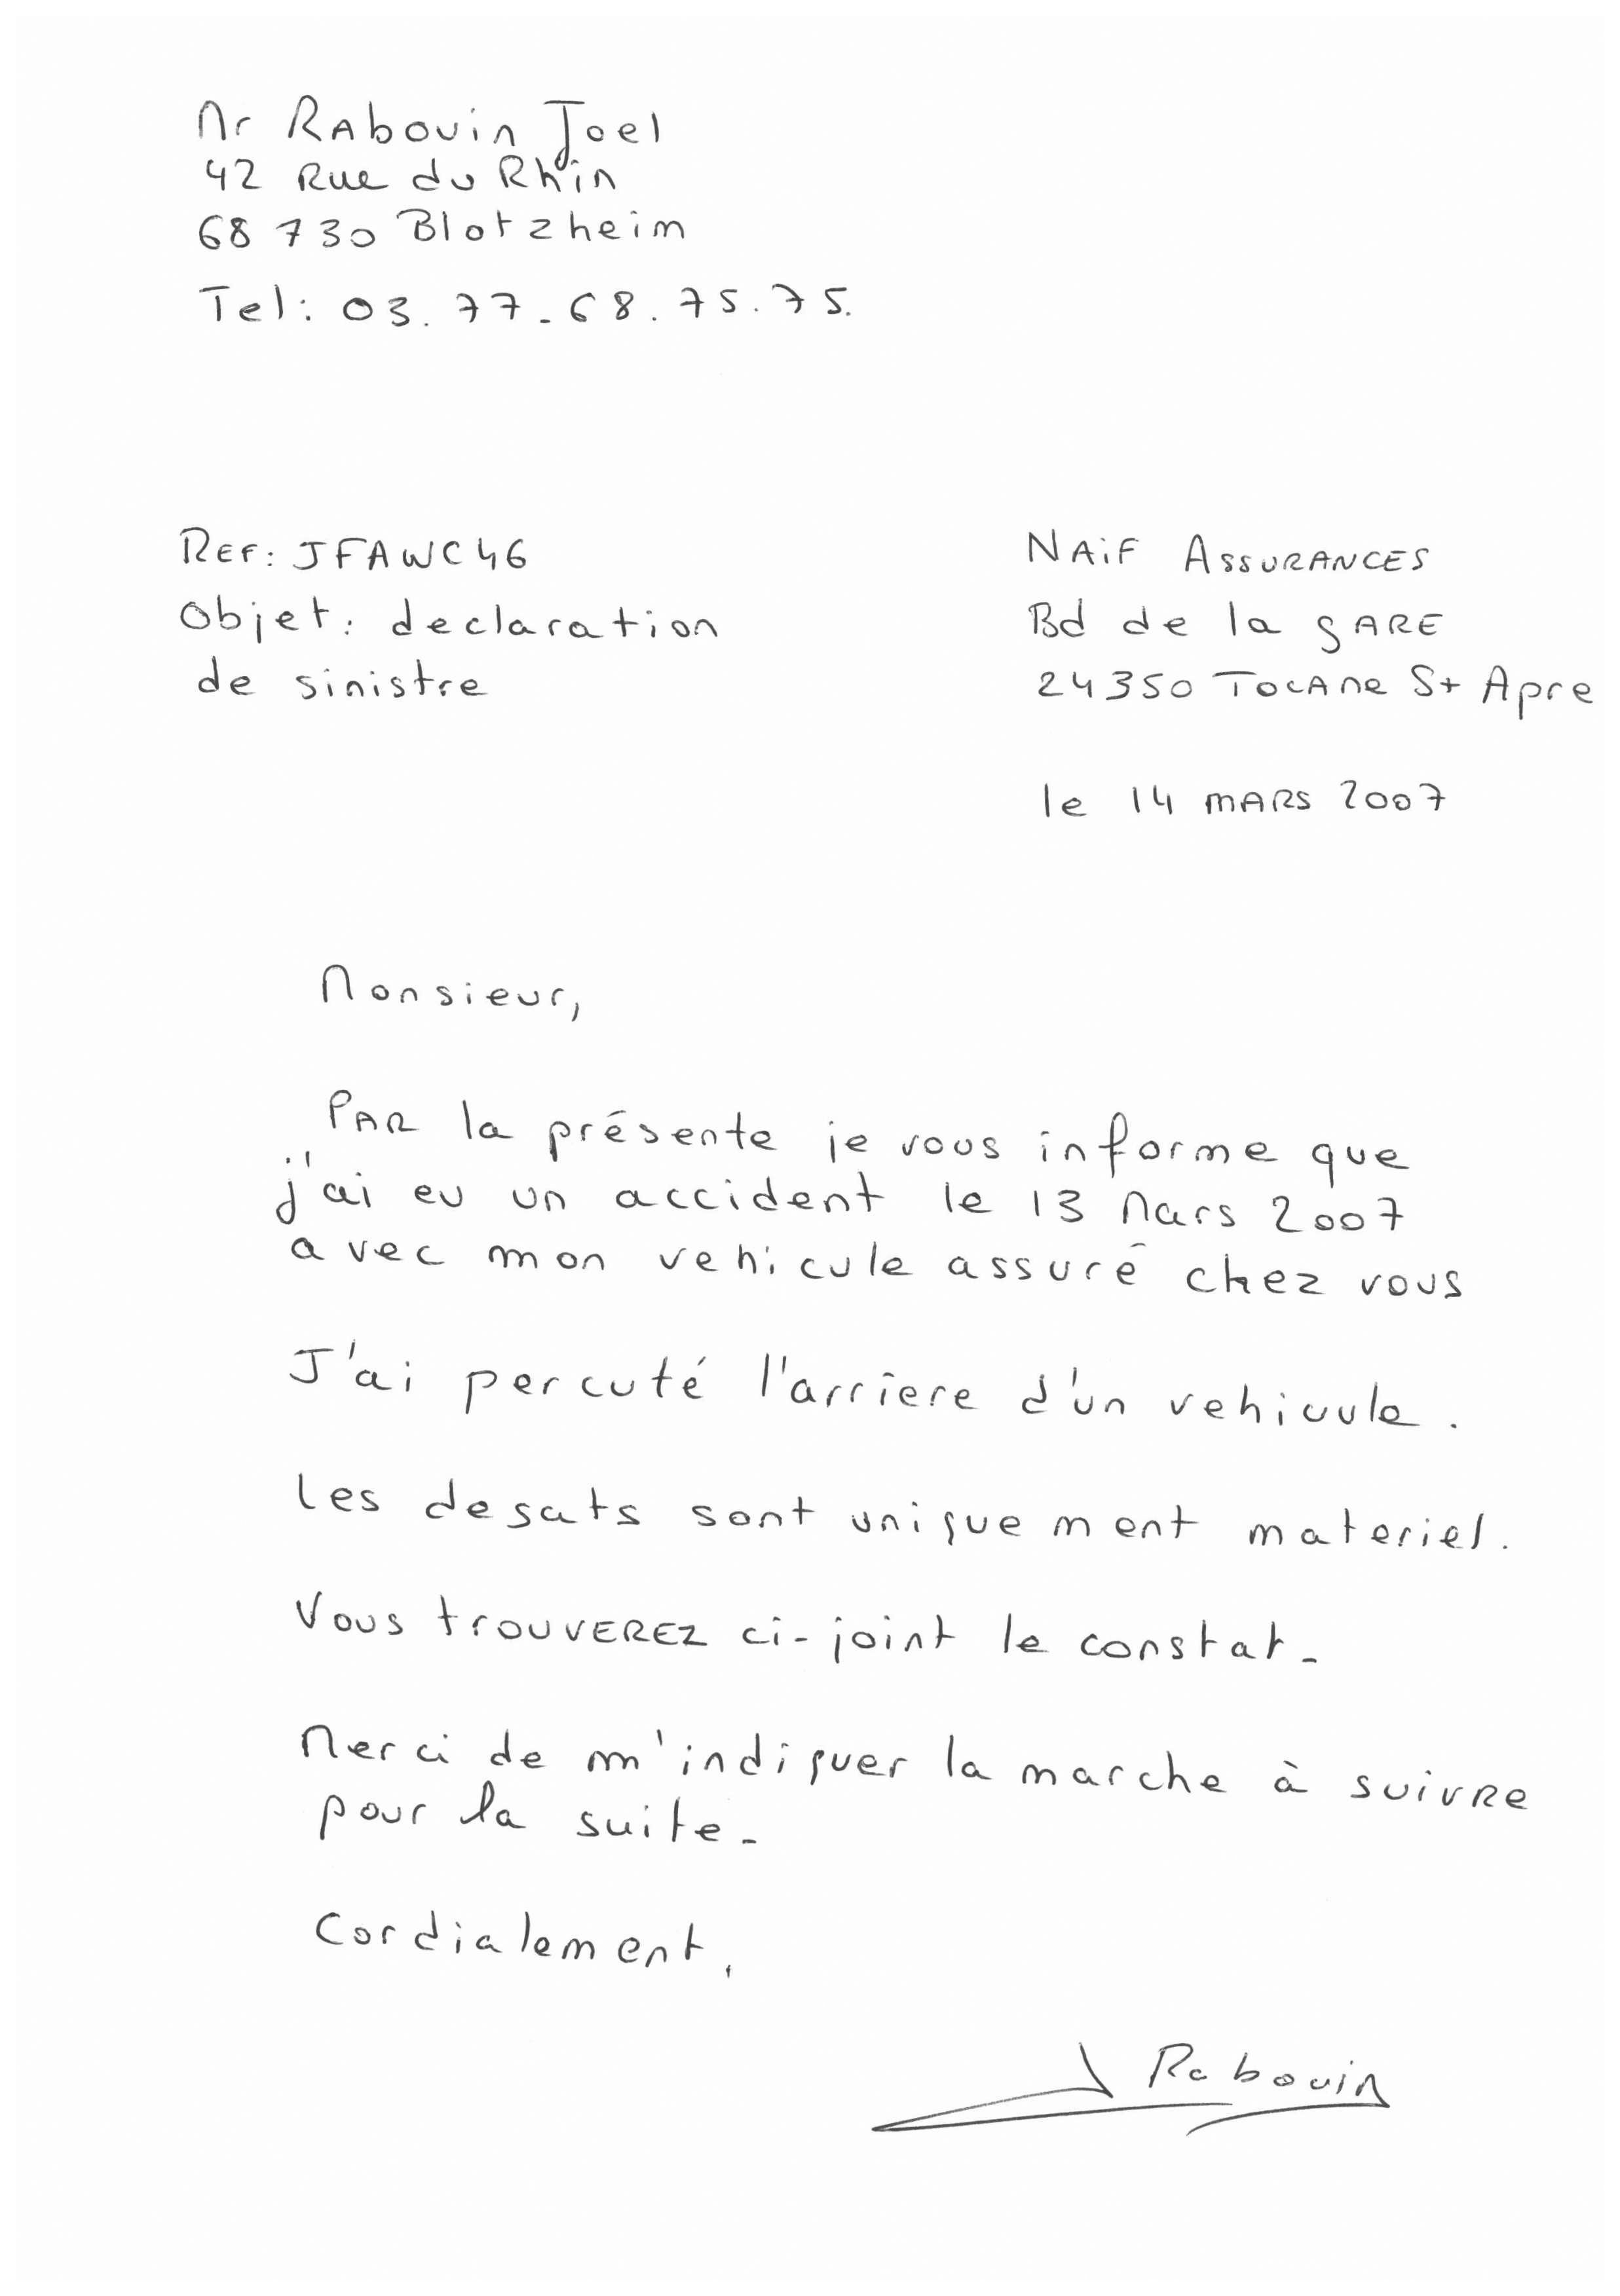 Mr Rabouin Joel
42 Rue du Rhin
68 730 Blotzheim
Tel: 03.77-68.75.75.
REF: JFAWC46
Objet: declaration
de sinistre
NAiF ASSURANCES
Bd de la gARE
24350 TOCANE St Apre
le 14 MARS 2007
Monsieur,
PAR la présente je vous informe que
j'ai eu un accident le 13 Mars 2007
avec mon vehicule assuré chez vous
J'ai percuté l'arriere d'un vehicule.
Les degats sont uniquement materiel.
Vous trouverez ci-joint le constat-
Merci de m'indiquer la marche à suivre
pour la suite-
Cordialement,
J Rabouin